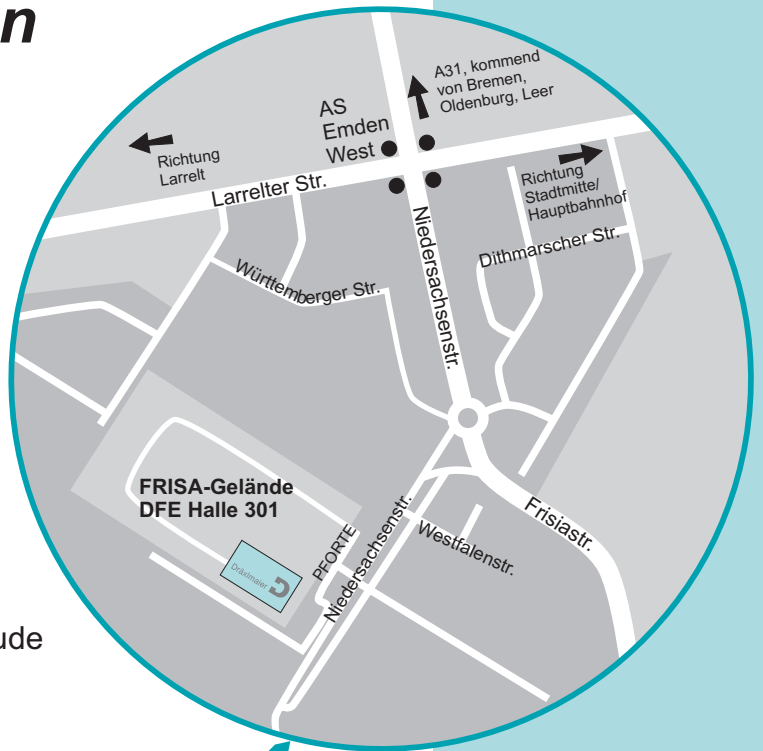 n
A31, kommend
von Bremen,
Oldenburg, Leer
AS
Emden
West
Richtung
Larrelt
Richtung
Stadtmitte/
Hauptbahnhof
Larrelter Str.
Niedersachsenstr.
Dithmarscher Str.
Württemberger Str.
FRISA-Gelände
DFE Halle 301
PFORTE
Niedersachsenstr.
Frisiastr.
Westfalenstr.
Dräxlmaier
ude